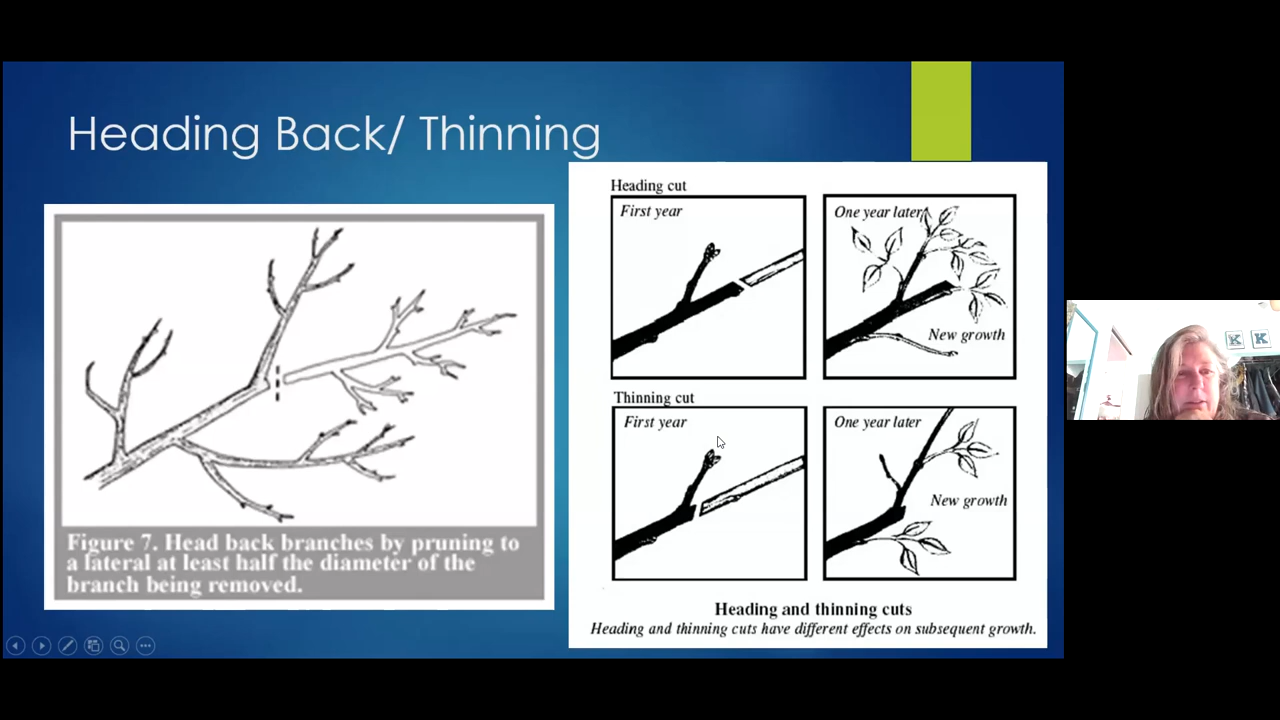 Heading Back/ Thinning
Figure 7. Head back branches by pruning to
a lateral at least half the diameter of the
branch being removed.
Heading cut
First year
One year later
New growth
Thinning cut
First year
One year later
New growth
Heading and thinning cuts
Heading and thinning cuts have different effects on subsequent growth.
K K